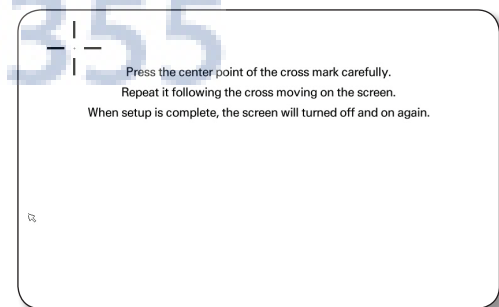 355
Press the center point of the cross mark carefully.
Repeat it following the cross moving on the screen.
When setup is complete, the screen will turned off and on again.